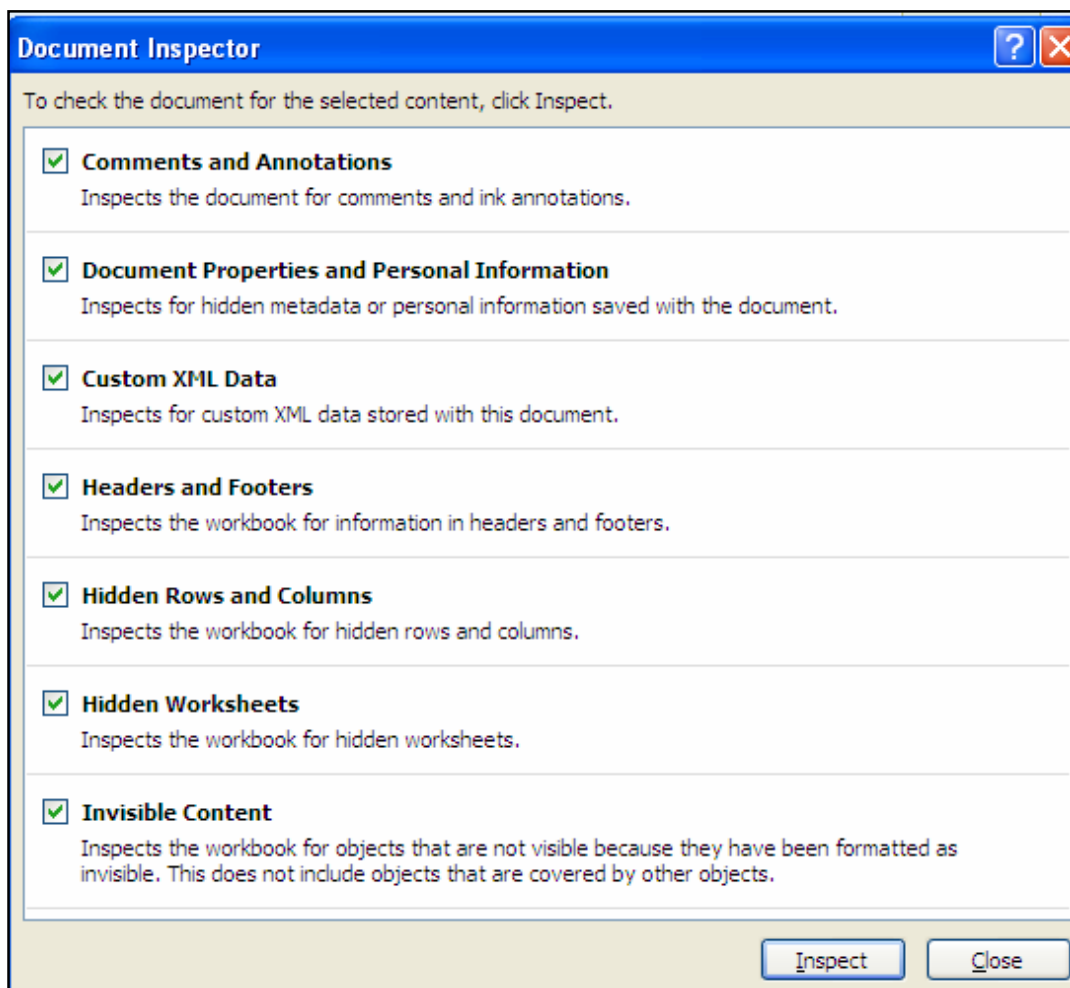 Document Inspector
?
To check the document for the selected content, click Inspect.
Comments and Annotations
Inspects the document for comments and ink annotations.
Document Properties and Personal Information
Inspects for hidden metadata or personal information saved with the document.
Custom XML Data
Inspects for custom XML data stored with this document.
Headers and Footers
Inspects the workbook for information in headers and footers.
Hidden Rows and Columns
Inspects the workbook for hidden rows and columns.
Hidden Worksheets
Inspects the workbook for hidden worksheets.
Invisible Content
Inspects the workbook for objects that are not visible because they have been formatted as
invisible. This does not include objects that are covered by other objects.
Inspect
Close